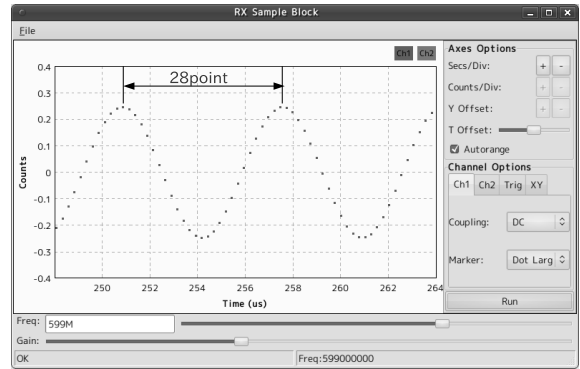 RX Sample Block
File
Ch1 Ch2
28point
0.4
0.3
0.2
0.1
0
-0.1
-0.2
-0.3
-0.4
Counts
250 252 254 256 258 260 262 264
Time (us)
Axes Options
Secs/Div: + -
Counts/Div: + -
Y Offset: + -
T Offset:
Autorange
Channel Options
Ch1 Ch2 Trig XY
Coupling: DC
Marker: Dot Larg
Run
Freq: 599M
Gain:
OK Freq:599000000